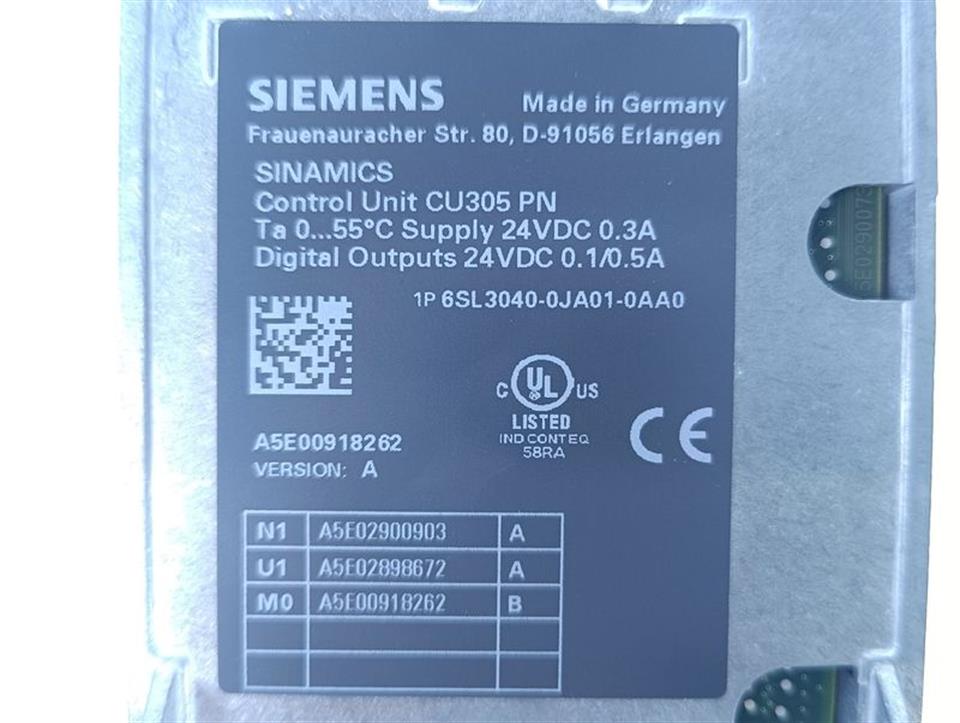 SIEMENS Made in Germany
Frauenauracher Str. 80, D-91056 Erlangen
SINAMICS
Control Unit CU305 PN
Ta 0...55°C Supply 24VDC 0.3A
Digital Outputs 24VDC 0.1/0.5A
1P 6SL3040-0JA01-0AA0
C UL US
LISTED
IND CONT EQ
58RA
CE
A5E00918262
VERSION: A
N1 A5E02900903 A
U1 A5E02898672 A
M0 A5E00918262 B